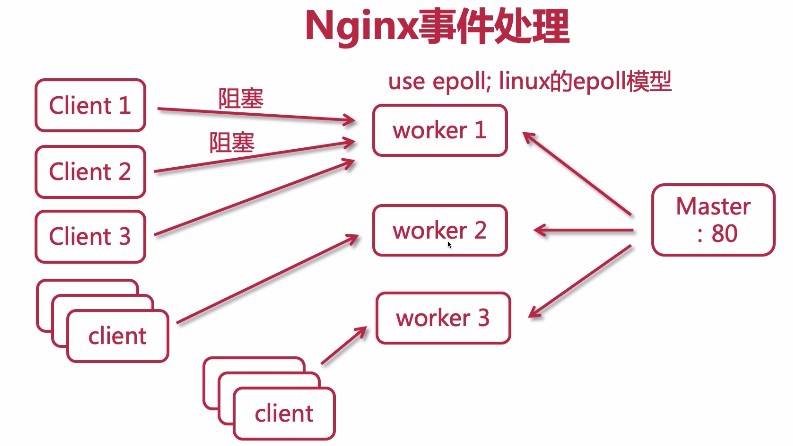 Nginx事件处理
use epoll; linux的epoll模型
Client 1
阻塞
worker 1
Client 2
阻塞
Client 3
worker 2
Master
：80
client
worker 3
client